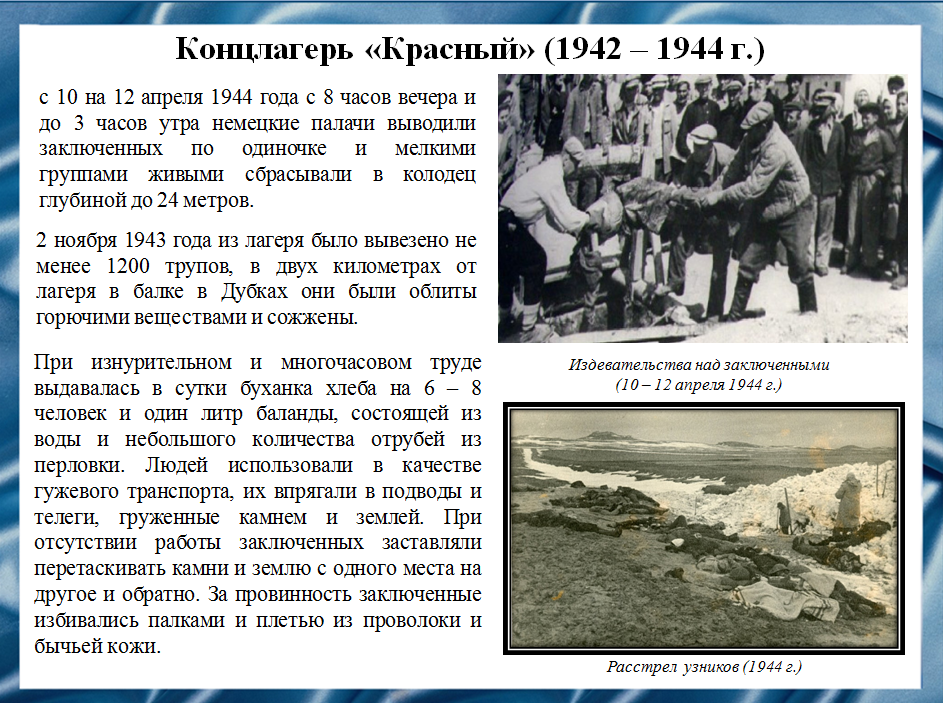 Концлагерь «Красный» (1942 – 1944 г.)
с 10 на 12 апреля 1944 года с 8 часов вечера и
до 3 часов утра немецкие палачи выводили
заключенных по одиночке и мелкими
группами живыми сбрасывали в колодец
глубиной до 24 метров.
2 ноября 1943 года из лагеря было вывезено не
менее 1200 трупов, в двух километрах от
лагеря в балке в Дубках они были облиты
горючими веществами и сожжены.
При изнурительном и многочасовом труде
выдавалась в сутки буханка хлеба на 6 – 8
человек и один литр баланды, состоящей из
воды и небольшого количества отрубей из
перловки. Людей использовали в качестве
гужевого транспорта, их впрягали в подводы и
телеги, груженные камнем и землей. При
отсутствии работы заключенных заставляли
перетаскивать камни и землю с одного места на
другое и обратно. За провинность заключенные
избивались палками и плетью из проволоки и
бычьей кожи.
Издевательства над заключенными
(10 – 12 апреля 1944 г.)
Расстрел узников (1944 г.)